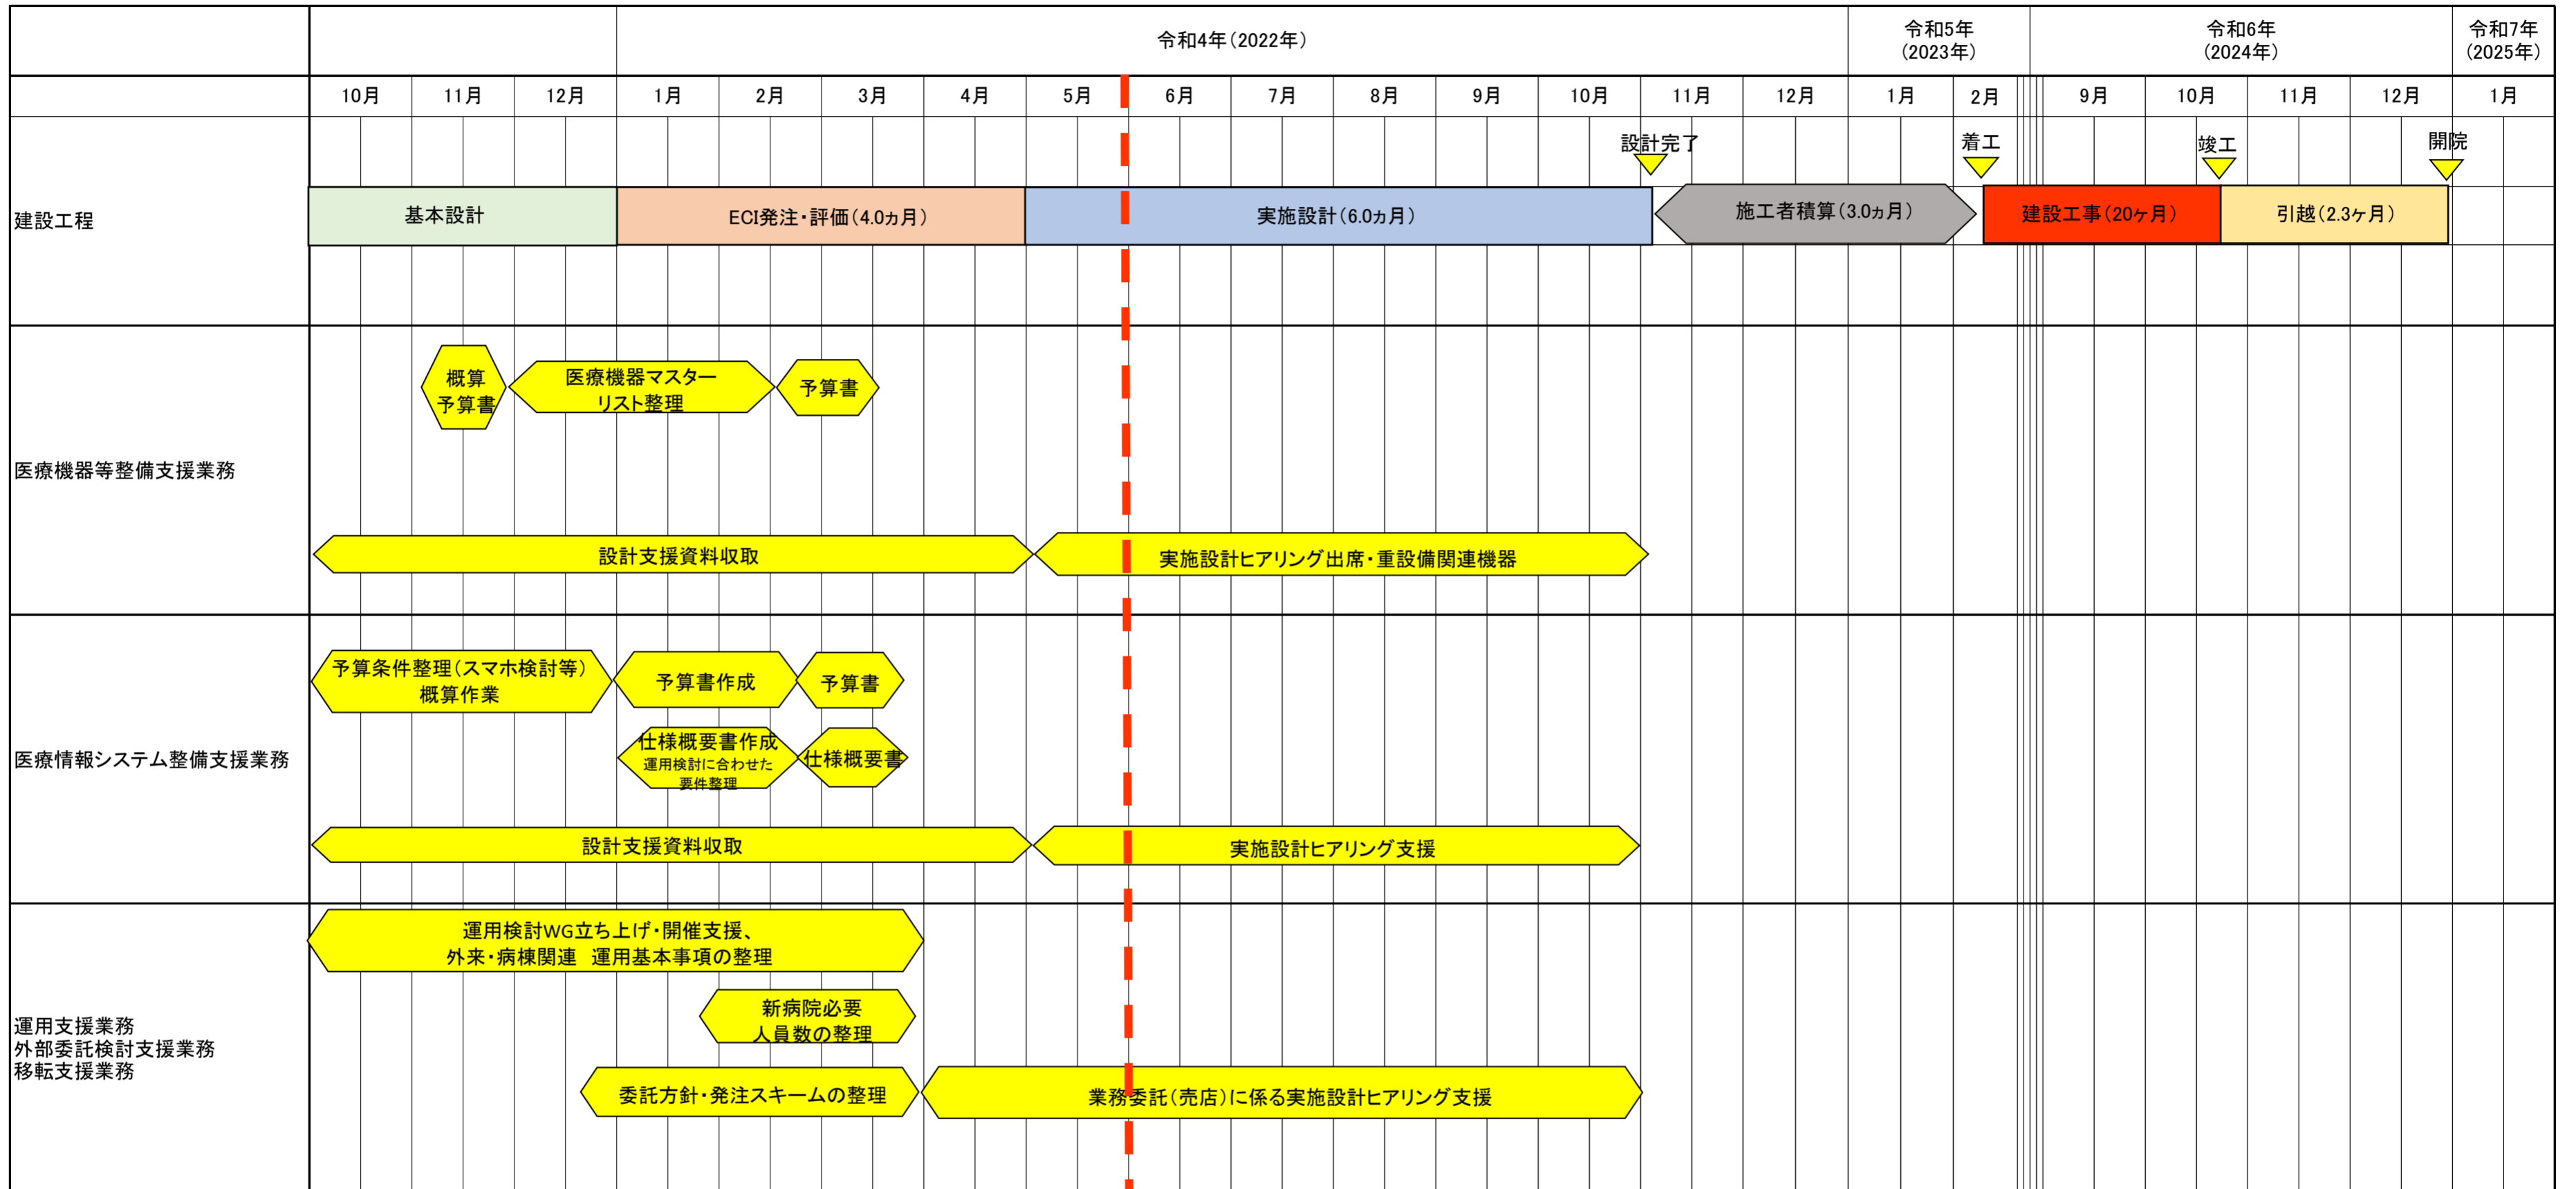 令和4年(2022年)
令和5年
(2023年)
令和6年
(2024年)
令和7年
(2025年)
10月 11月 12月 1月 2月 3月 4月 5月 6月 7月 8月 9月 10月 11月 12月 1月 2月 9月 10月 11月 12月 1月
設計完了 着工 竣工 開院
建設工程
基本設計
ECI発注・評価(4.0ヵ月)
実施設計(6.0ヵ月)
施工者積算(3.0ヵ月)
建設工事(20ヶ月)
引越(2.3ヶ月)
医療機器等整備支援業務
概算
予算書
医療機器マスター
リスト整理
予算書
設計支援資料収取
実施設計ヒアリング出席・重設備関連機器
医療情報システム整備支援業務
予算条件整理(スマホ検討等)
概算作業
予算書作成
予算書
仕様概要書作成
運用検討に合わせた
要件整理
仕様概要書
設計支援資料収取
実施設計ヒアリング支援
運用支援業務
外部委託検討支援業務
移転支援業務
運用検討WG立ち上げ・開催支援、
外来・病棟関連 運用基本事項の整理
新病院必要
人員数の整理
委託方針・発注スキームの整理
業務委託(売店)に係る実施設計ヒアリング支援